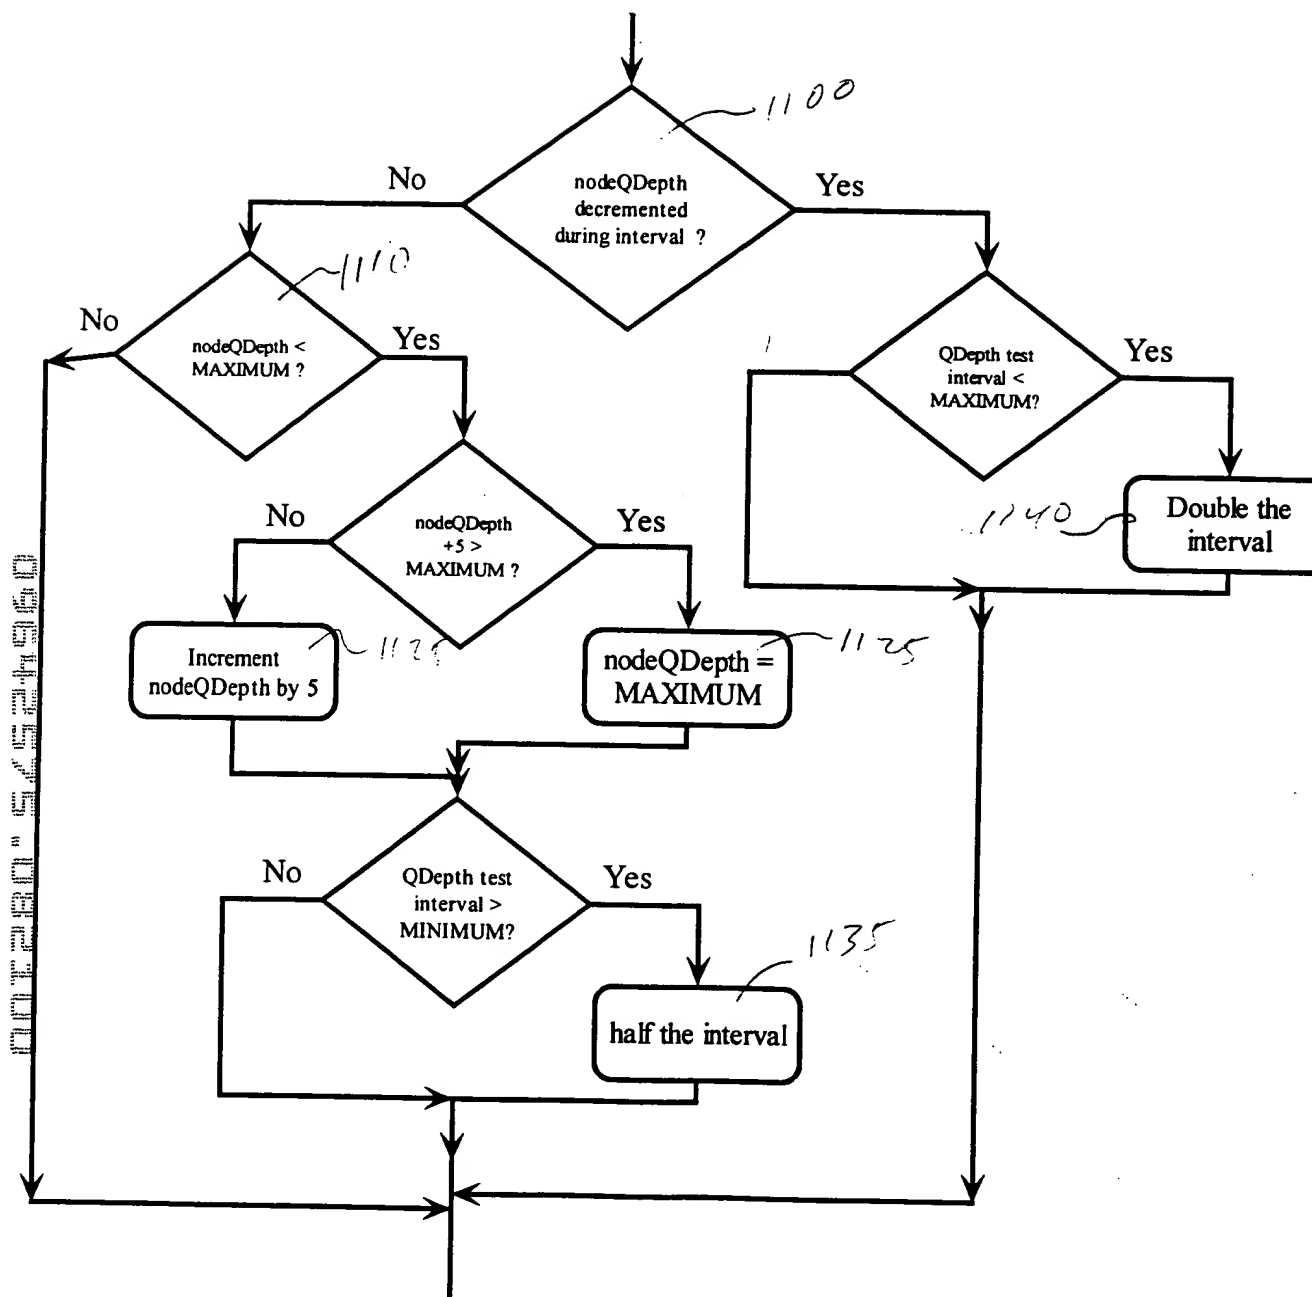 1100
nodeQDepth
decremented
during interval ?
No
Yes
1110
nodeQDepth <
MAXIMUM ?
No
Yes
QDepth test
interval <
MAXIMUM?
Yes
nodeQDepth
+5 >
MAXIMUM ?
No
Yes
1140
Double the
interval
Increment
nodeQDepth by 5
nodeQDepth =
MAXIMUM
1125
QDepth test
interval >
MINIMUM?
No
Yes
1135
half the interval